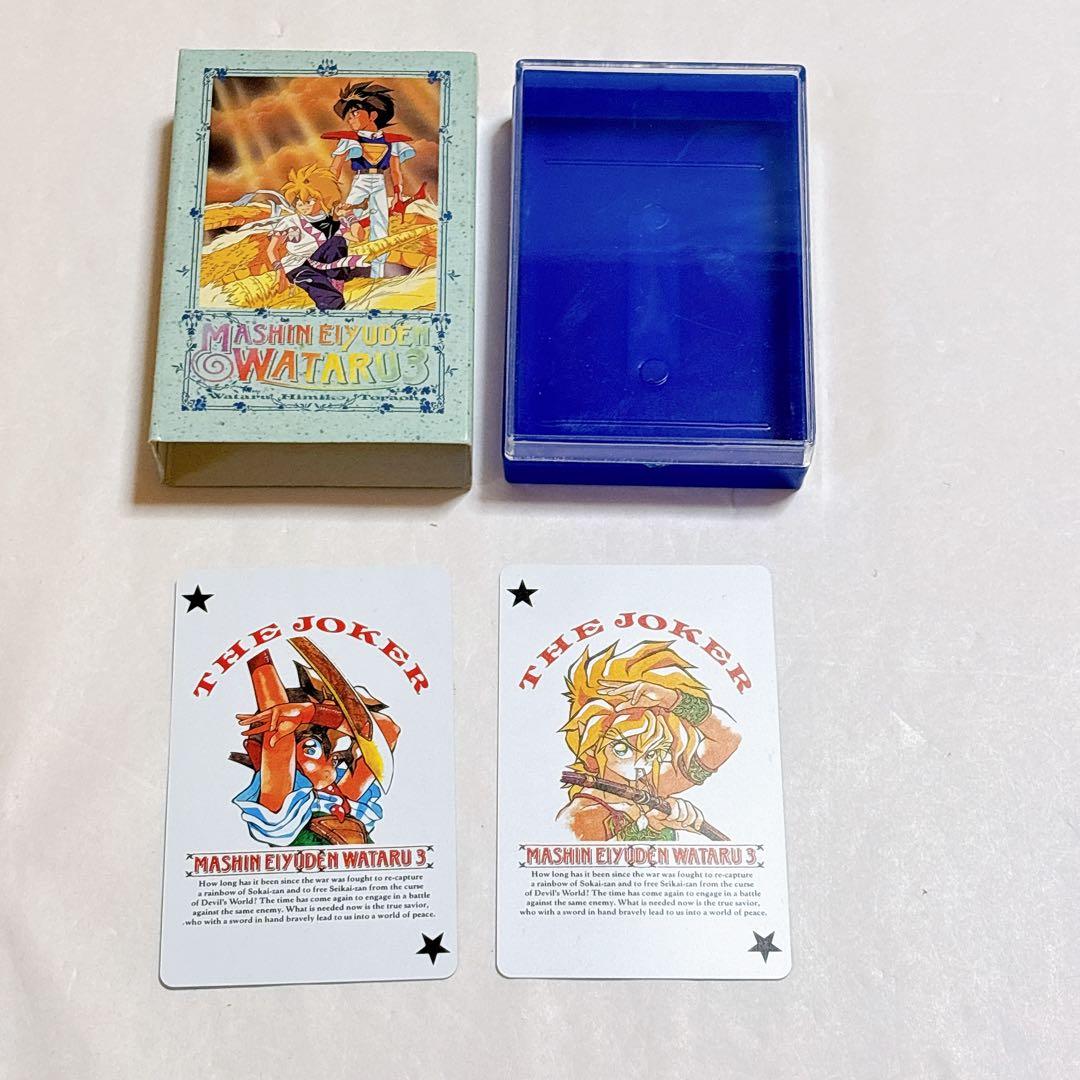 MASHIN EIYUDEN
WATARU 3
Wataru Himiko Toraoh
THE JOKER
MASHIN EIYUDEN WATARU 3
How long has it been since the war was fought to re-capture
a rainbow of Sokai-zan and to free Seikai-zan from the curse
of Devil's World? The time has come again to engage in a battle
against the same enemy. What is needed now is the true savior,
who with a sword in hand bravely lead to us into a world of peace.
THE JOKER
MASHIN EIYUDEN WATARU 3
How long has it been since the war was fought to re-capture
a rainbow of Sokai-zan and to free Seikai-zan from the curse
of Devil's World! The time has come again to engage in a battle
against the same enemy. What is needed now is the true savior,
who with a sword in hand bravely lead to us into a world of peace.